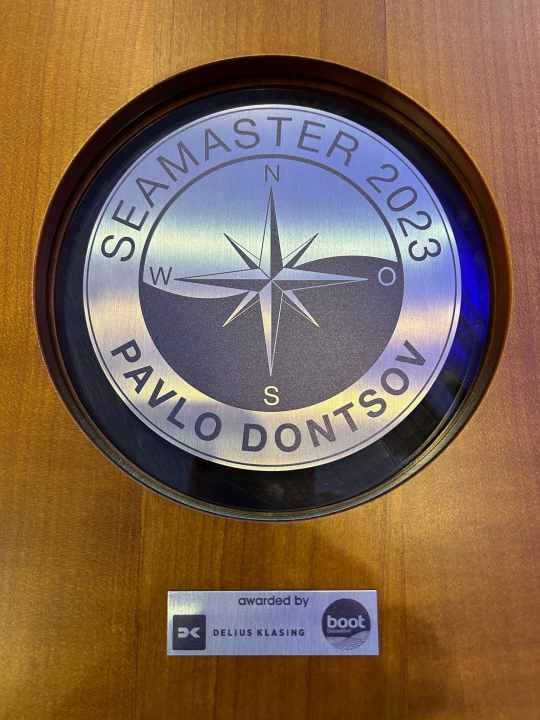 SEAMASTER 2023
N
W O
S
PAVLO DONTSOV
awarded by
DELIUS KLASING
boot